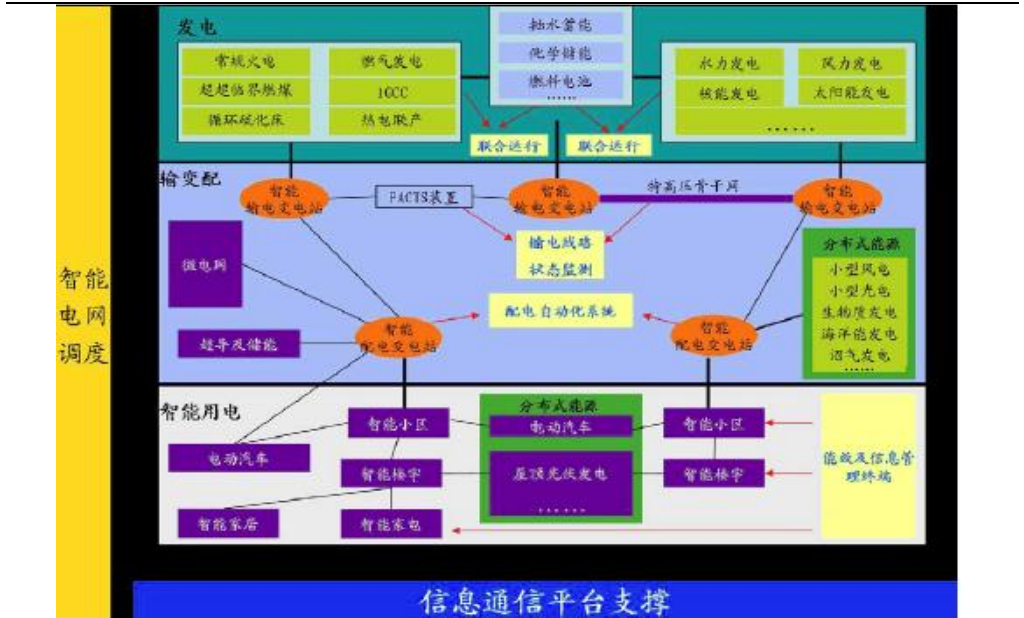 发电
抽水蓄能
化学储能
燃料电池
......
常规火电
燃气发电
超超临界燃煤
IGCC
循环硫化床
热电联产
水力发电
风力发电
核能发电
太阳能发电
......
联合运行
联合运行
输变配
智能
输电变电站
FACTS装置
智能
输电变电站
特高压骨干网
智能
输电变电站
输电线路
状态监测
微电网
分布式能源
小型风电
小型光电
生物质发电
海洋能发电
沼气发电
......
配电自动化系统
智能
配电变电站
智能
配电变电站
超导及储能
智能
电网
调度
智能用电
分布式能源
智能小区
电动汽车
智能小区
电动汽车
智能楼宇
屋顶光伏发电
......
智能楼宇
能效及信息管
理终端
智能家居
智能家电
信息通信平台支撑